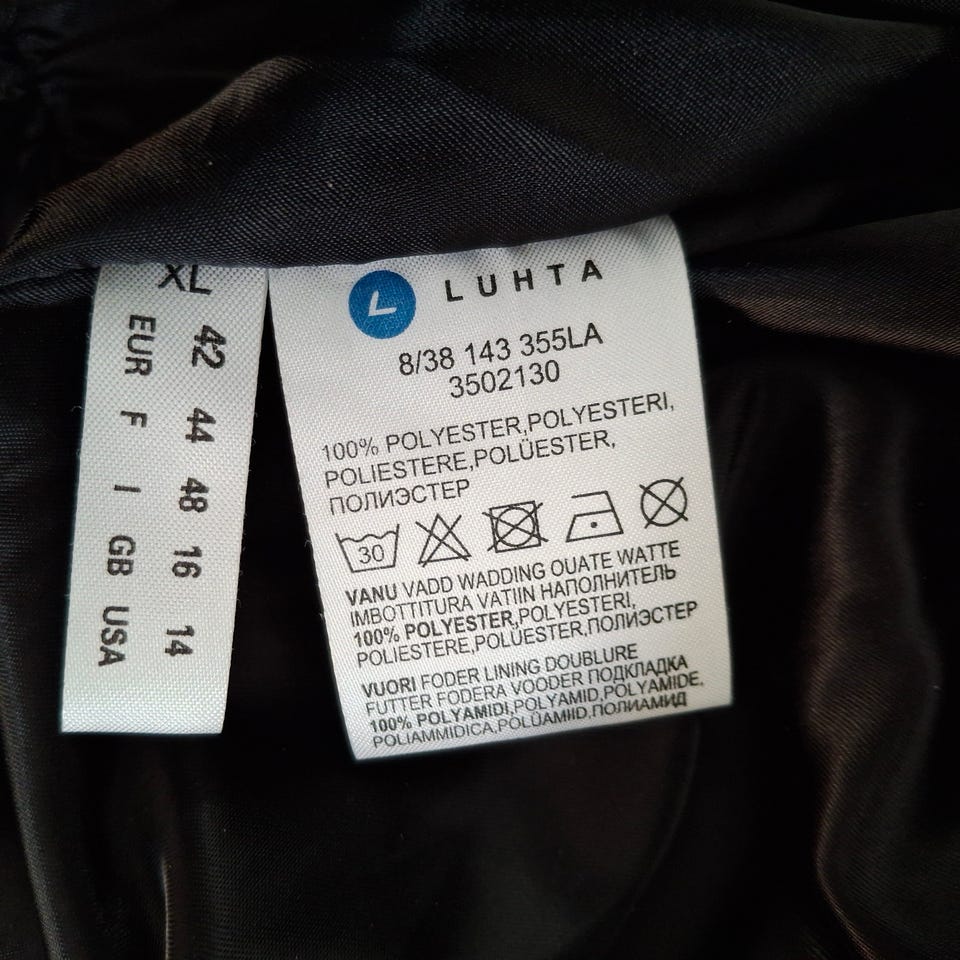 XL
EUR 42
F 44
I 48
GB 16
USA 14
L LUHTA
8/38 143 355LA
3502130
100% POLYESTER,POLYESTERI,
POLIESTERE,POLÜESTER,
ПОЛИЭСТЕР
30
VANU VADD WADDING OUATE WATTE
IMBOTTITURA VATIIN НАПОЛНИТЕЛЬ
100% POLYESTER,POLYESTERI,
POLIESTERE,POLÜESTER,ПОЛИЭСТЕР
VUORI FODER LINING DOUBLURE
FUTTER FODERA VOODER ПОДКЛАДКА
100% POLYAMIDI,POLYAMID,POLYAMIDE,
POLIAMMIDICA,POLÜAMIID,ПОЛИАМИД